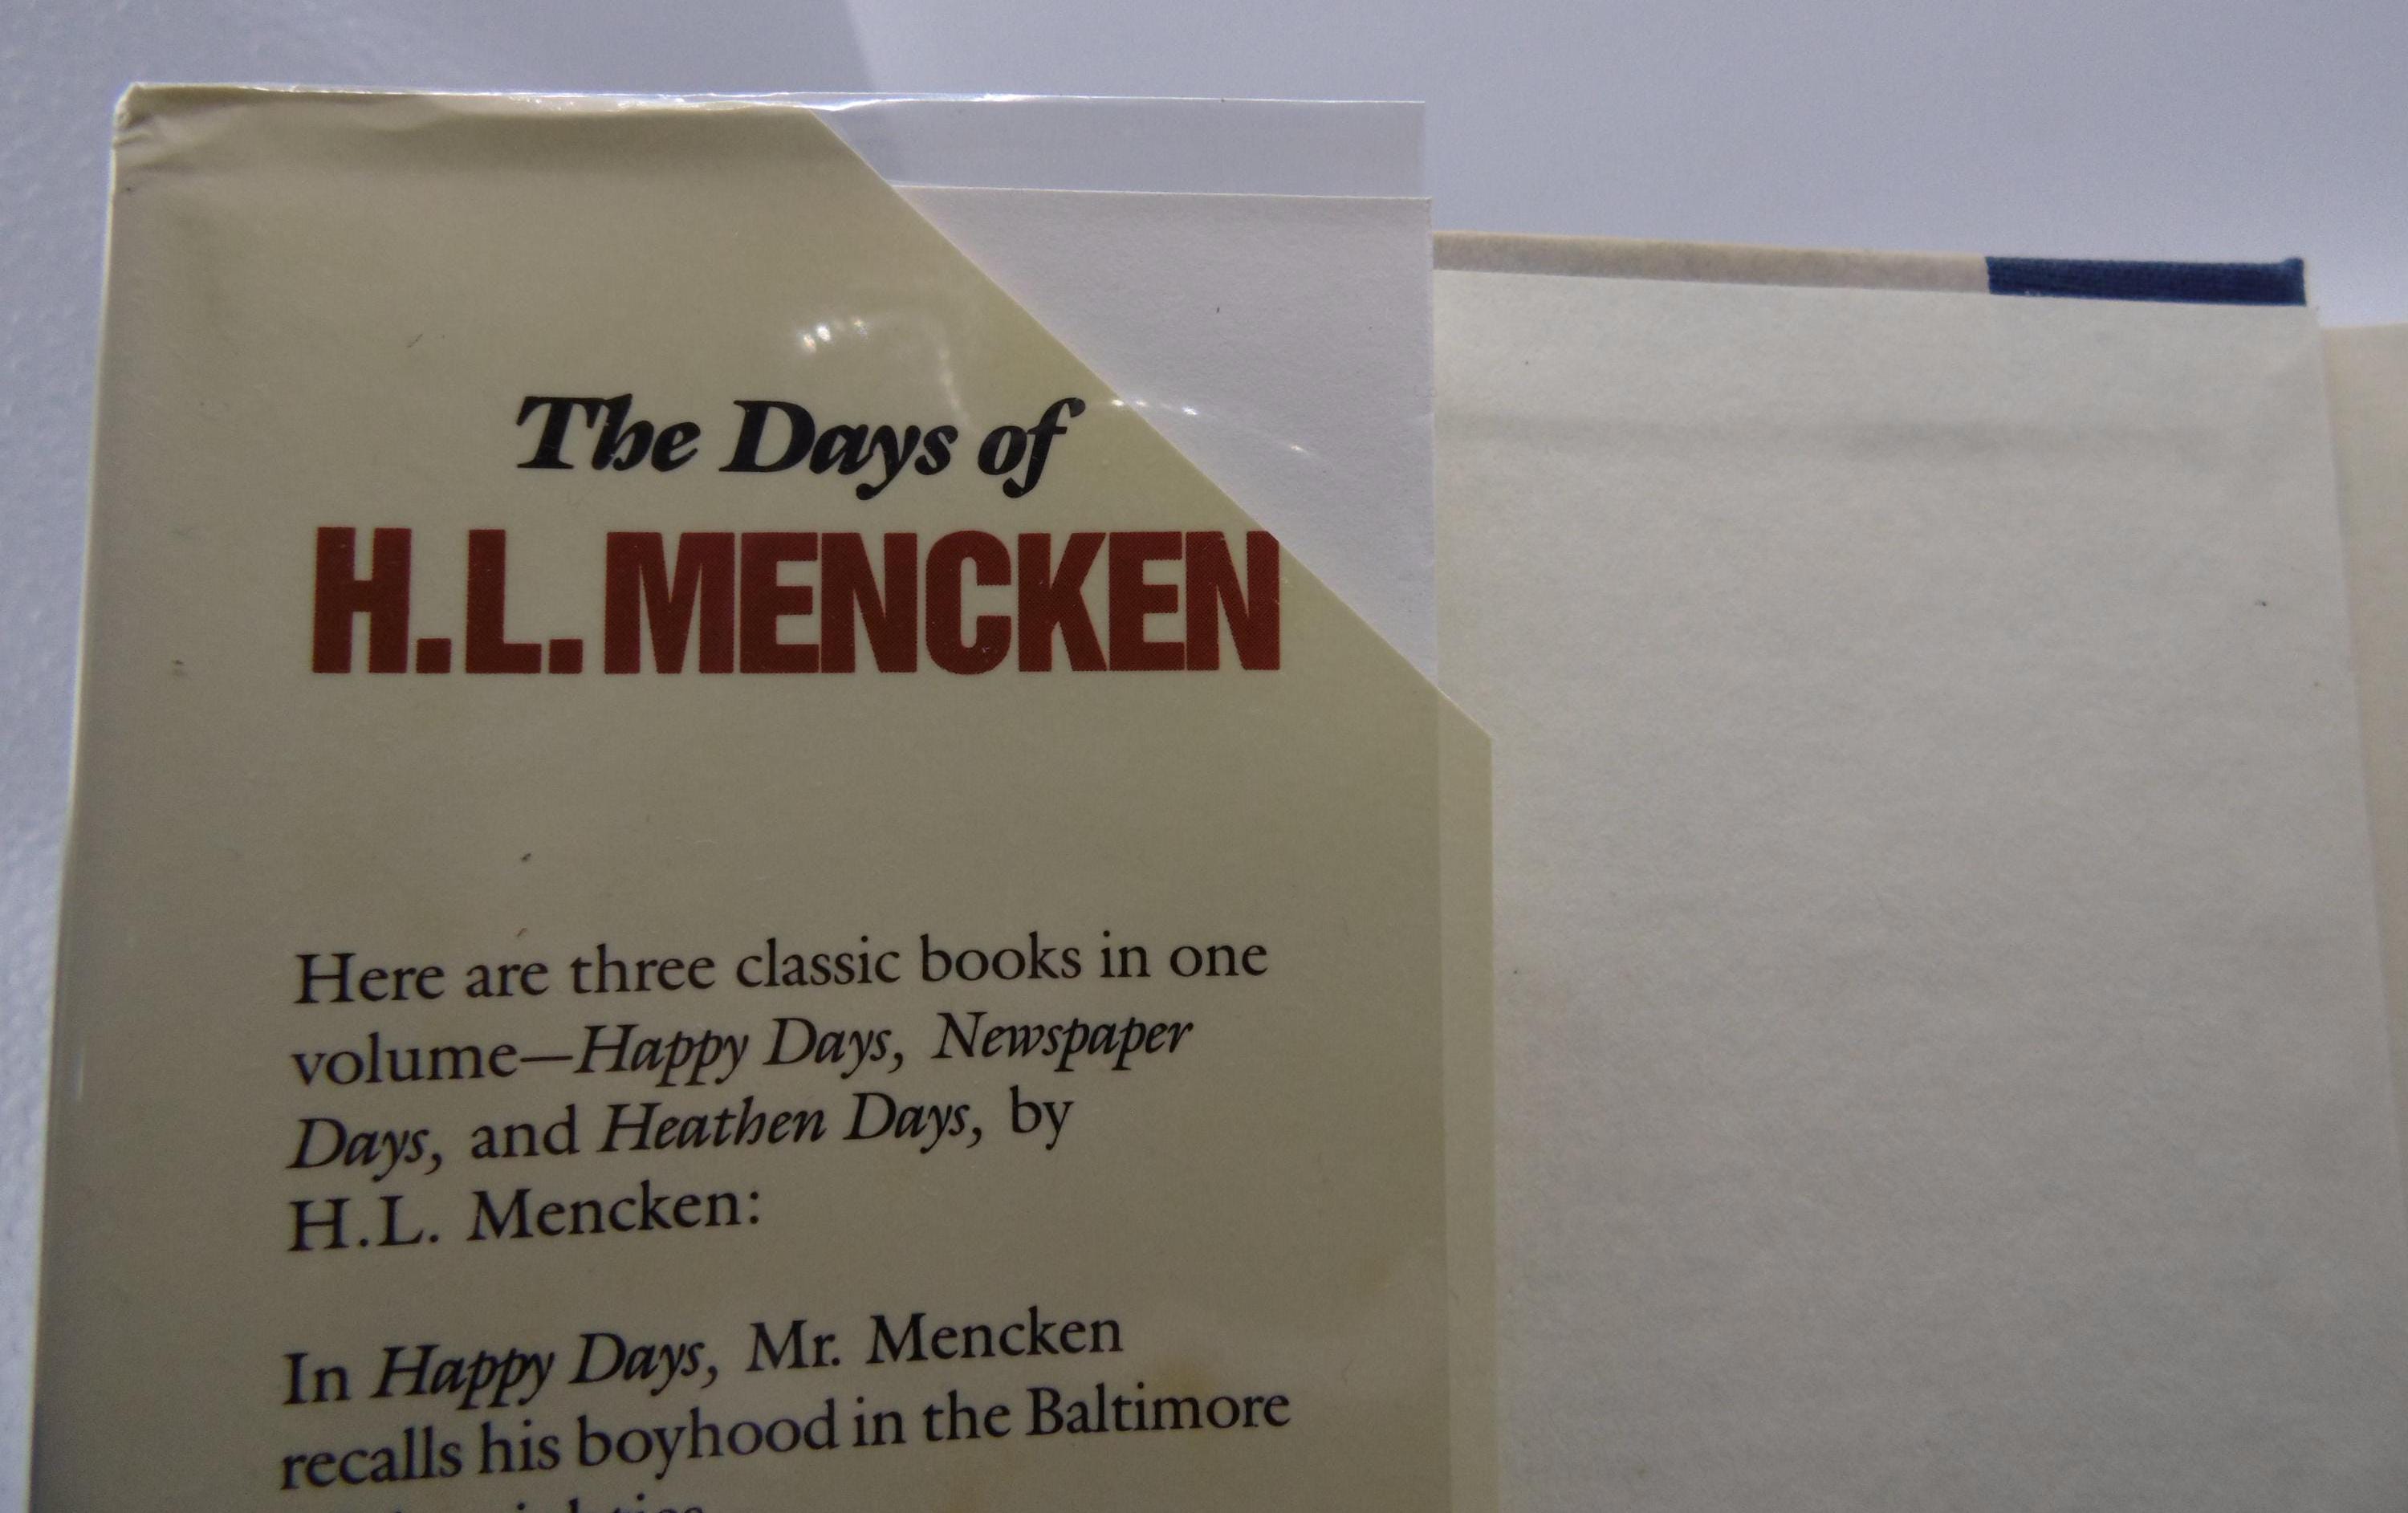 The Days of
H.L. MENCKEN
Here are three classic books in one
volume—Happy Days, Newspaper
Days, and Heathen Days, by
H.L. Mencken:
In Happy Days, Mr. Mencken
recalls his boyhood in the Baltimore